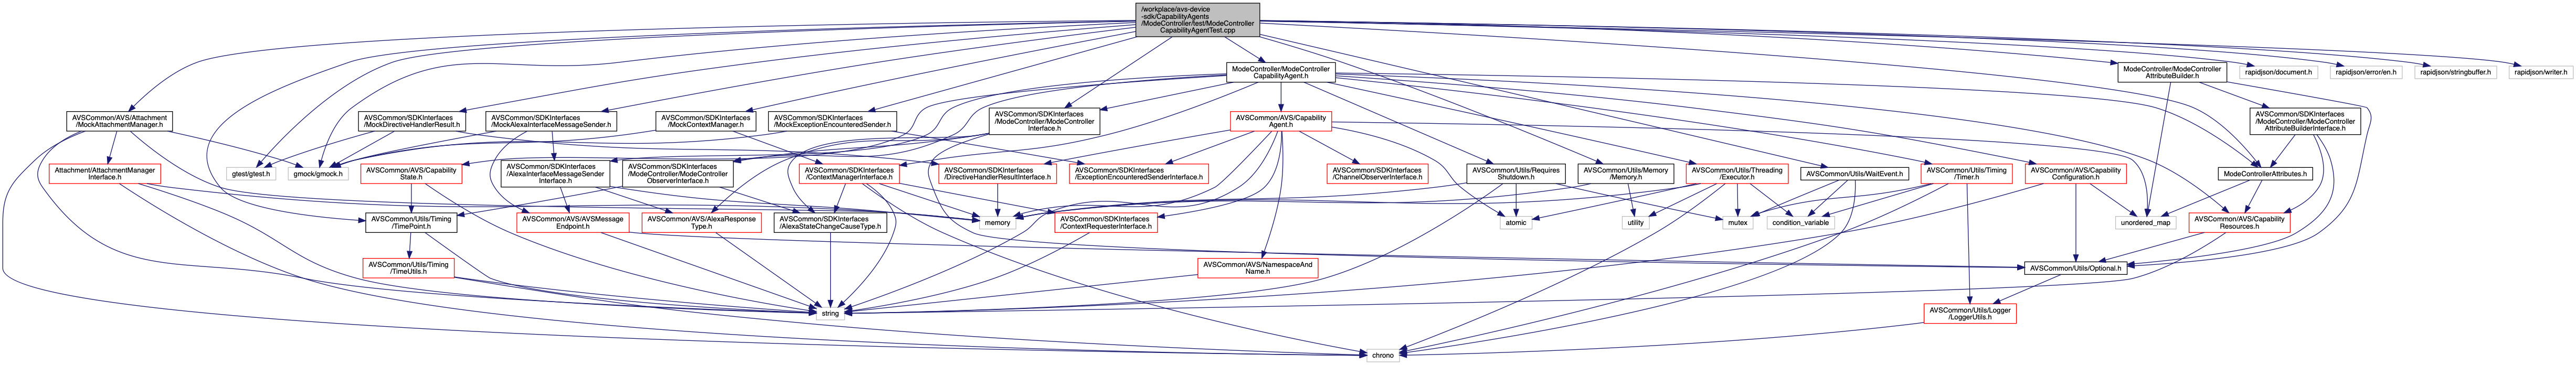 /workplace/avs-device
-sdk/CapabilityAgents
/ModeController/test/ModeController
CapabilityAgentTest.cpp
ModeController/ModeController
CapabilityAgent.h
ModeController/ModeController
AttributeBuilder.h
rapidjson/document.h
rapidjson/error/en.h
rapidjson/stringbuffer.h
rapidjson/writer.h
AVSCommon/AVS/Attachment
/MockAttachmentManager.h
AVSCommon/SDKInterfaces
/MockDirectiveHandlerResult.h
AVSCommon/SDKInterfaces
/MockAlexaInterfaceMessageSender.h
AVSCommon/SDKInterfaces
/MockContextManager.h
AVSCommon/SDKInterfaces
/MockExceptionEncounteredSender.h
AVSCommon/SDKInterfaces
/ModeController/ModeController
Interface.h
AVSCommon/AVS/Capability
Agent.h
AVSCommon/SDKInterfaces
/ModeController/ModeController
AttributeBuilderInterface.h
Attachment/AttachmentManager
Interface.h
gtest/gtest.h
gmock/gmock.h
AVSCommon/AVS/Capability
State.h
AVSCommon/SDKInterfaces
/AlexaInterfaceMessageSender
Interface.h
AVSCommon/SDKInterfaces
/ModeController/ModeController
ObserverInterface.h
AVSCommon/SDKInterfaces
/ContextManagerInterface.h
AVSCommon/SDKInterfaces
/DirectiveHandlerResultInterface.h
AVSCommon/SDKInterfaces
/ExceptionEncounteredSenderInterface.h
AVSCommon/SDKInterfaces
/ChannelObserverInterface.h
AVSCommon/Utils/Requires
Shutdown.h
AVSCommon/Utils/Memory
/Memory.h
AVSCommon/Utils/Threading
/Executor.h
AVSCommon/Utils/WaitEvent.h
AVSCommon/Utils/Timing
/Timer.h
AVSCommon/AVS/Capability
Configuration.h
ModeControllerAttributes.h
AVSCommon/Utils/Timing
/TimePoint.h
AVSCommon/AVS/AVSMessage
Endpoint.h
AVSCommon/AVS/AlexaResponse
Type.h
AVSCommon/SDKInterfaces
/AlexaStateChangeCauseType.h
memory
AVSCommon/SDKInterfaces
/ContextRequesterInterface.h
atomic
utility
mutex
condition_variable
unordered_map
AVSCommon/AVS/Capability
Resources.h
AVSCommon/Utils/Timing
/TimeUtils.h
AVSCommon/AVS/NamespaceAnd
Name.h
AVSCommon/Utils/Optional.h
string
AVSCommon/Utils/Logger
/LoggerUtils.h
chrono